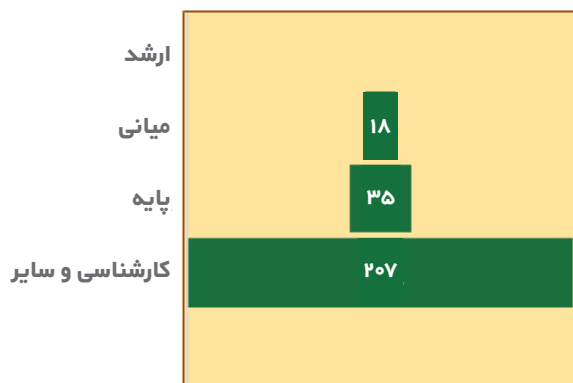 ارشد
میانی ۱۸
پایه ۳۵
کارشناسی و سایر ۲۰۷